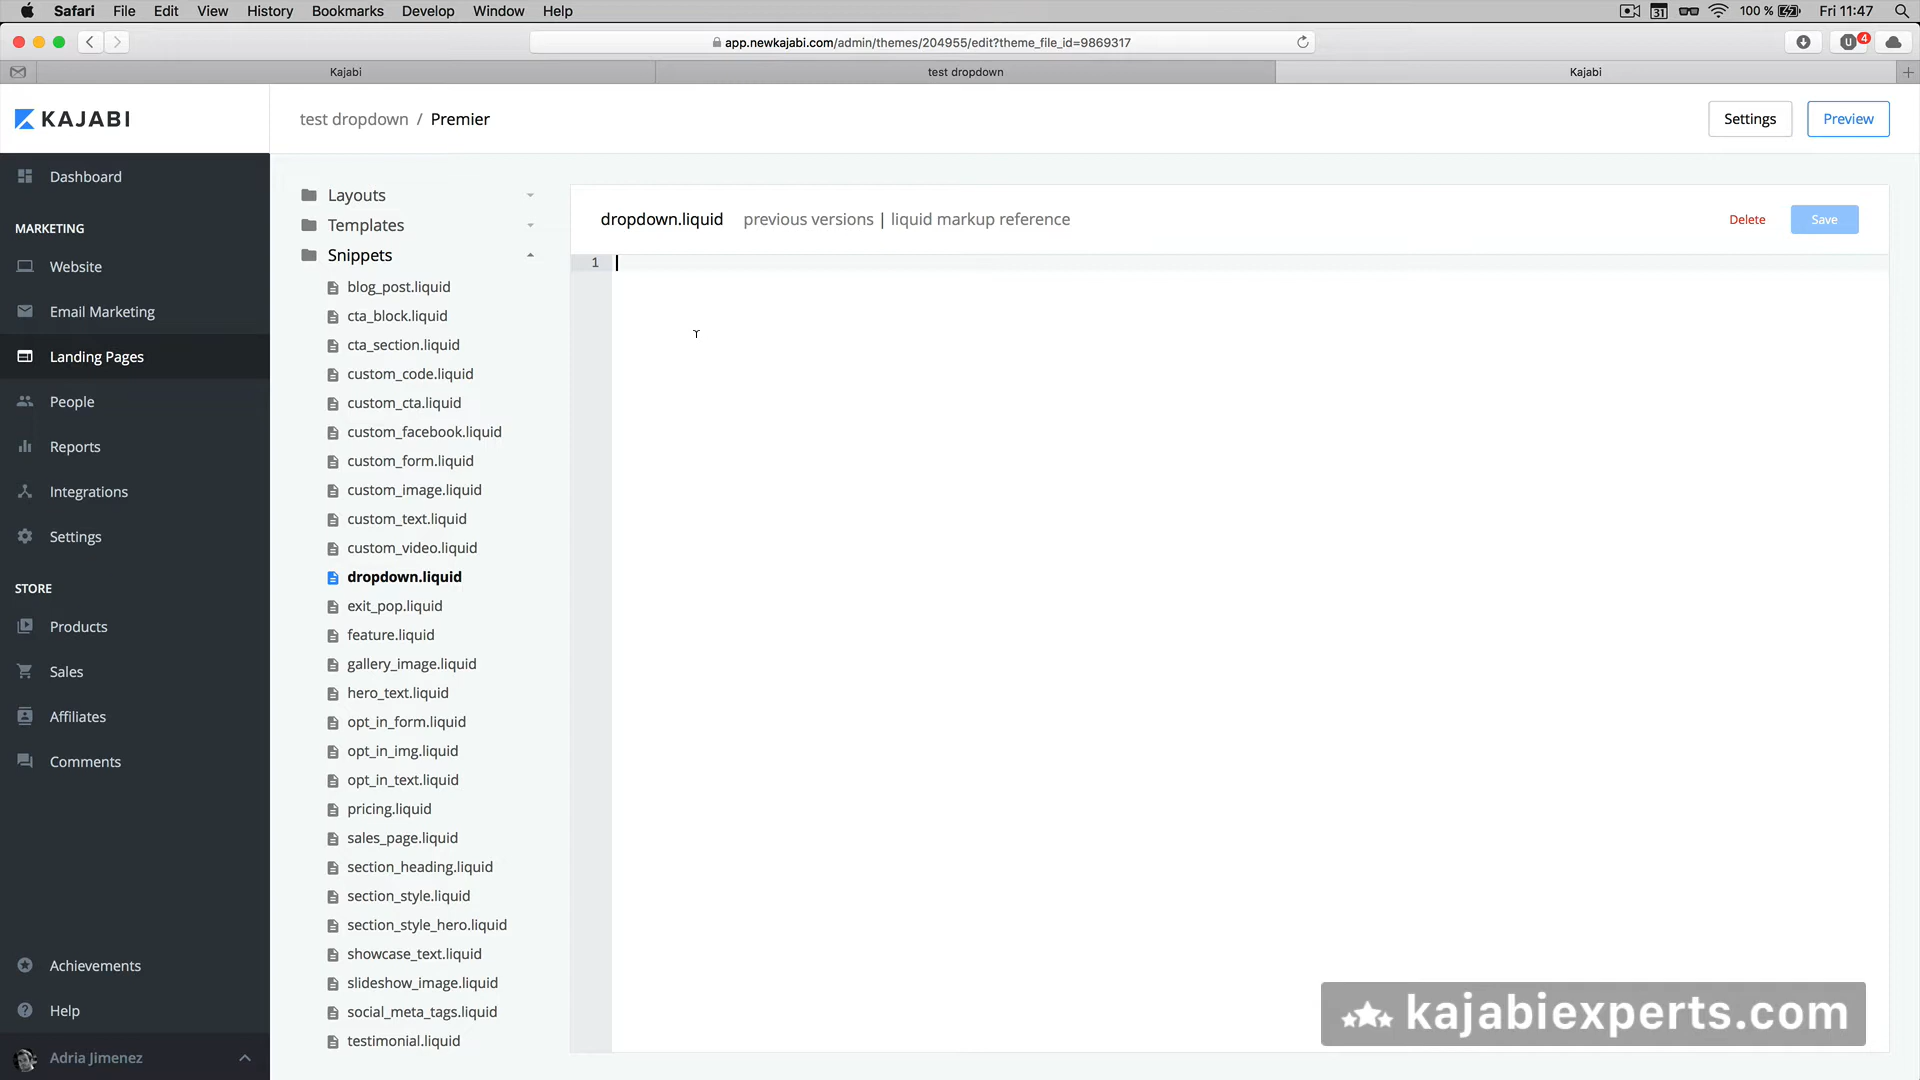 Safari File Edit View History Bookmarks Develop Window Help
31 100 % Fri 11:47
app.newkajabi.com/admin/themes/204955/edit?theme_file_id=9869317
U 4
Kajabi
test dropdown
Kajabi
KAJABI
test dropdown / Premier
Settings
Preview
Dashboard
MARKETING
Website
Email Marketing
Landing Pages
People
Reports
Integrations
Settings
STORE
Products
Sales
Affiliates
Comments
Achievements
Help
Adria Jimenez
Layouts
Templates
Snippets
blog_post.liquid
cta_block.liquid
cta_section.liquid
custom_code.liquid
custom_cta.liquid
custom_facebook.liquid
custom_form.liquid
custom_image.liquid
custom_text.liquid
custom_video.liquid
dropdown.liquid
exit_pop.liquid
feature.liquid
gallery_image.liquid
hero_text.liquid
opt_in_form.liquid
opt_in_img.liquid
opt_in_text.liquid
pricing.liquid
sales_page.liquid
section_heading.liquid
section_style.liquid
section_style_hero.liquid
showcase_text.liquid
slideshow_image.liquid
social_meta_tags.liquid
testimonial.liquid
dropdown.liquid previous versions | liquid markup reference
Delete
Save
1
kajabiexperts.com